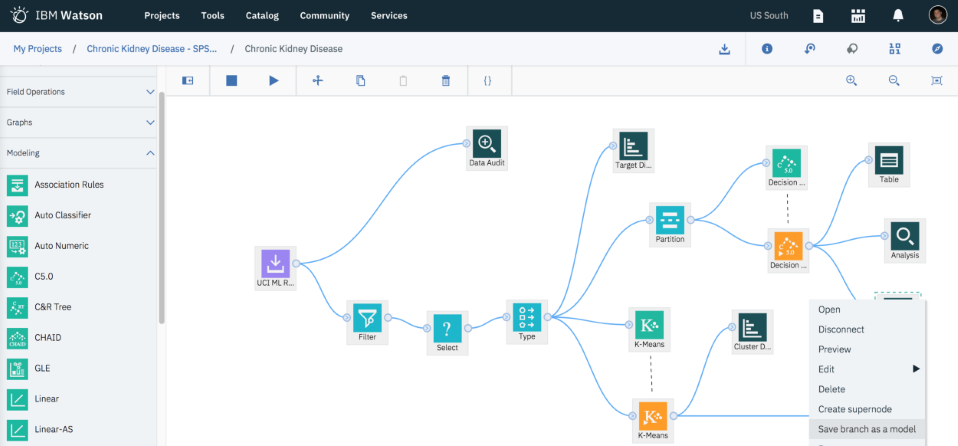 IBM Watson
Projects
Tools
Catalog
Community
Services
US South
My Projects / Chronic Kidney Disease - SPS... / Chronic Kidney Disease
Field Operations
Graphs
Modeling
Association Rules
Auto Classifier
Auto Numeric
C5.0
C&R Tree
CHAID
GLE
Linear
Linear-AS
Data Audit
Target Di...
Decision ...
Table
Partition
Decision ...
Analysis
UCI ML R...
Filter
Select
Type
K-Means
Cluster D...
K-Means
Open
Disconnect
Preview
Edit
Delete
Create supernode
Save branch as a model